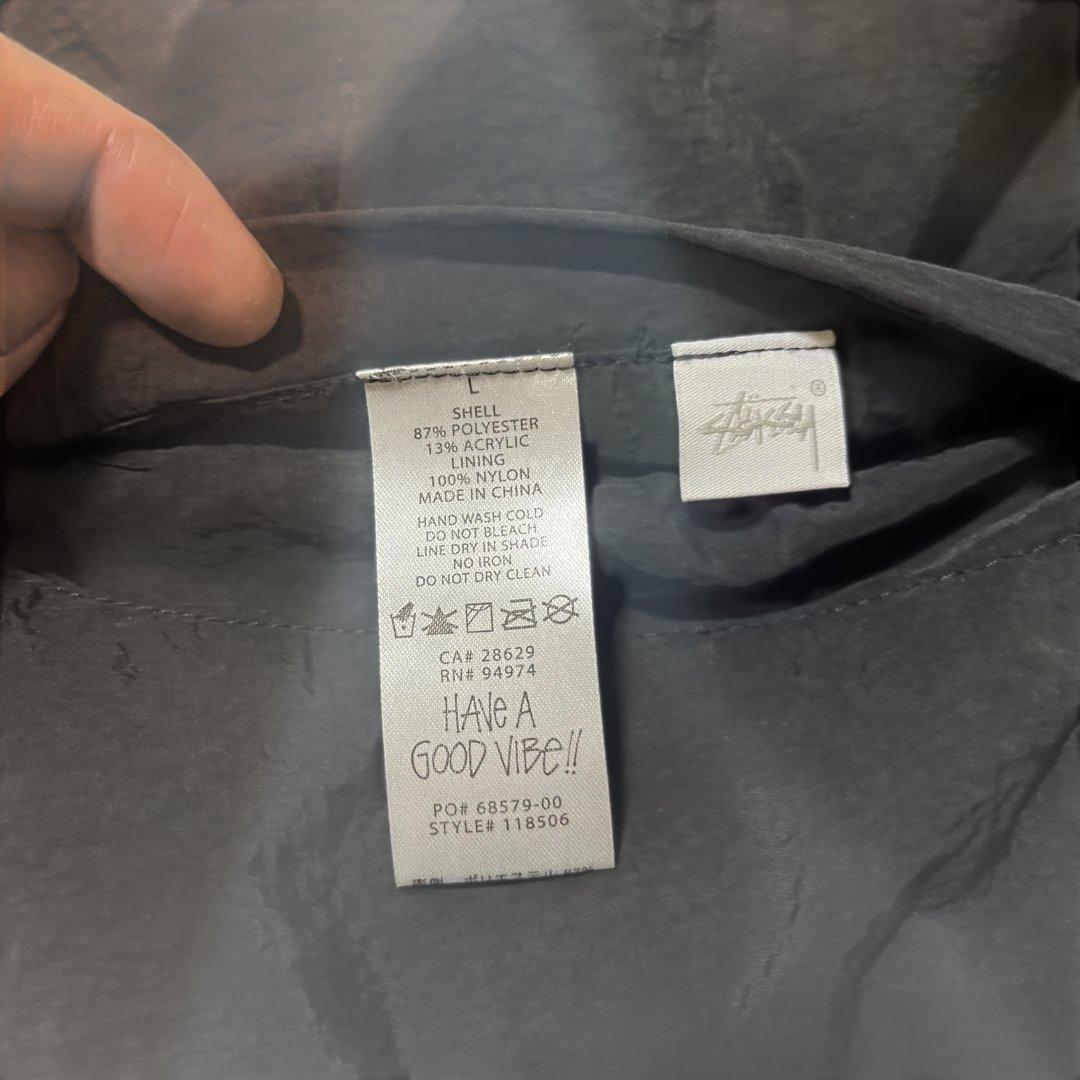 L
SHELL
87% POLYESTER
13% ACRYLIC
LINING
100% NYLON
MADE IN CHINA
HAND WASH COLD
DO NOT BLEACH
LINE DRY IN SHADE
NO IRON
DO NOT DRY CLEAN
CA# 28629
RN# 94974
HAVE A
GOOD VIBE!!
PO# 68579-00
STYLE# 118506
STÜSSY ®